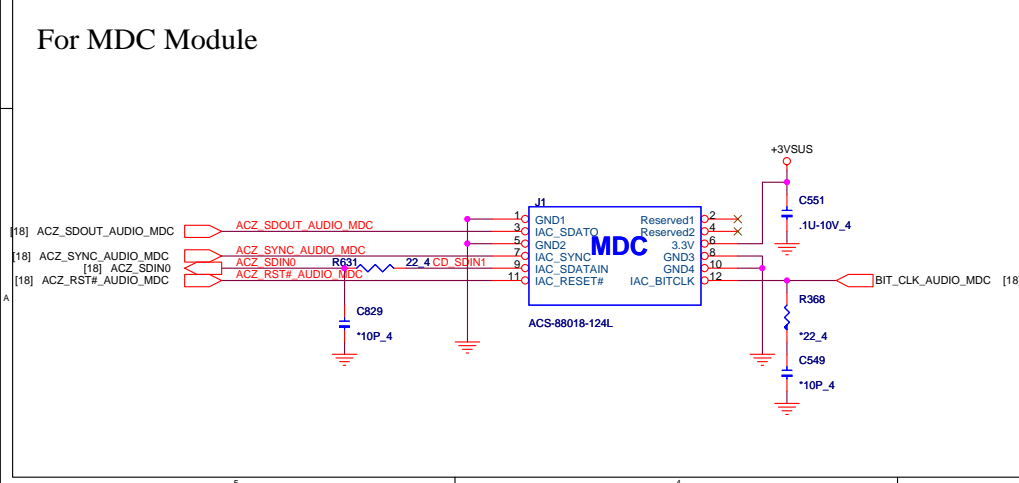 For MDC Module
+3VSUS
C551
.1U-10V_4
J1
1 GND1 Reserved1 2
[18] ACZ_SDOUT_AUDIO_MDC ACZ_SDOUT_AUDIO_MDC 3 IAC_SDATO Reserved2 4
5 GND2 3.3V 6
MDC
[18] ACZ_SYNC_AUDIO_MDC ACZ_SYNC_AUDIO_MDC 7 IAC_SYNC GND3 8
[18] ACZ_SDIN0 ACZ_SDIN0 R631 22_4 CD_SDIN1 9 IAC_SDATAIN GND4 10
[18] ACZ_RST#_AUDIO_MDC ACZ_RST#_AUDIO_MDC 11 IAC_RESET# IAC_BITCLK 12 BIT_CLK_AUDIO_MDC [18]
A
R368
C829
ACS-88018-124L
*10P_4
*22_4
C549
*10P_4
5 4